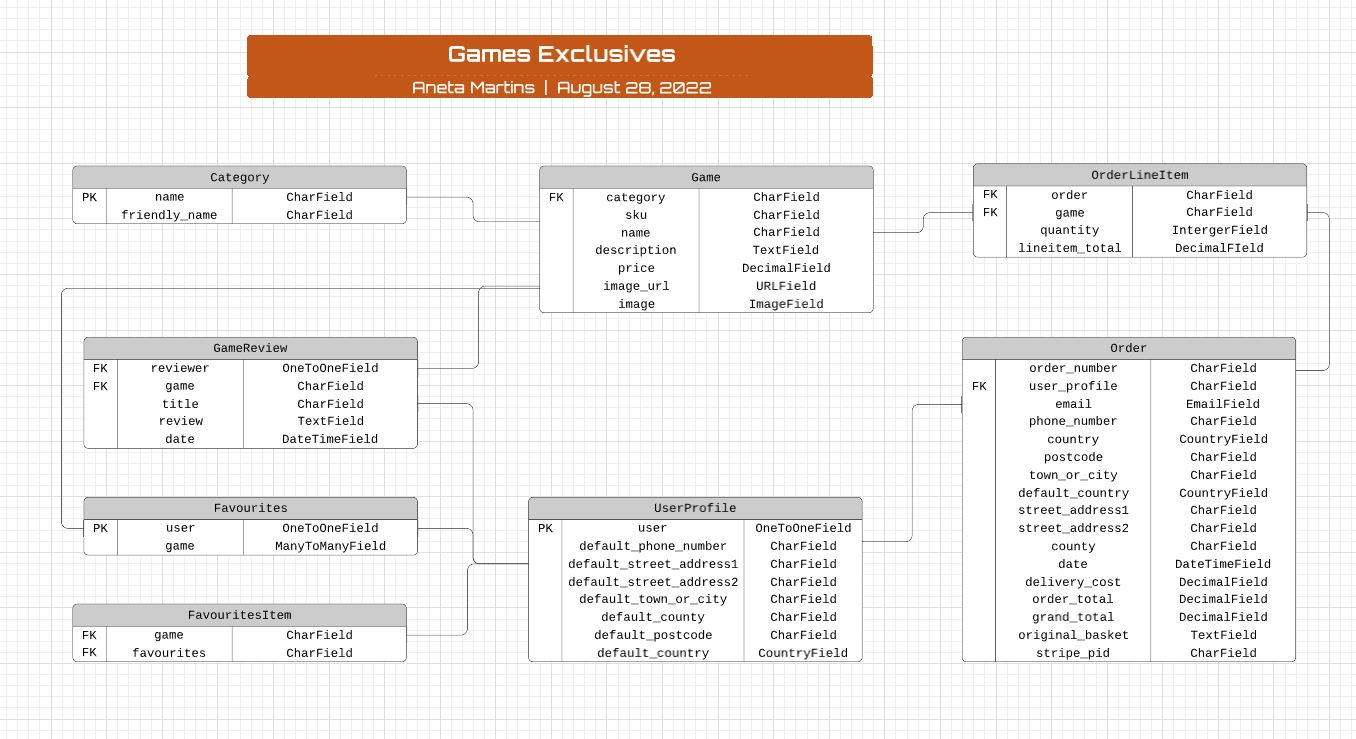 Games Exclusives
Aneta Martins | August 28, 2022
Category
PK name CharField
friendly_name CharField
Game
FK category CharField
sku CharField
name CharField
description TextField
price DecimalField
image_url URLField
image ImageField
OrderLineItem
FK order CharField
FK game CharField
quantity IntergerField
lineitem_total DecimalFIeld
GameReview
FK reviewer OneToOneField
FK game CharField
title CharField
review TextField
date DateTimeField
Order
order_number CharField
FK user_profile CharField
email EmailField
phone_number CharField
country CountryField
postcode CharField
town_or_city CharField
default_country CountryField
street_address1 CharField
street_address2 CharField
county CharField
date DateTimeField
delivery_cost DecimalField
order_total DecimalField
grand_total DecimalField
original_basket TextField
stripe_pid CharField
Favourites
PK user OneToOneField
game ManyToManyField
UserProfile
PK user OneToOneField
default_phone_number CharField
default_street_address1 CharField
default_street_address2 CharField
default_town_or_city CharField
default_county CharField
default_postcode CharField
default_country CountryField
FavouritesItem
FK game CharField
FK favourites CharField